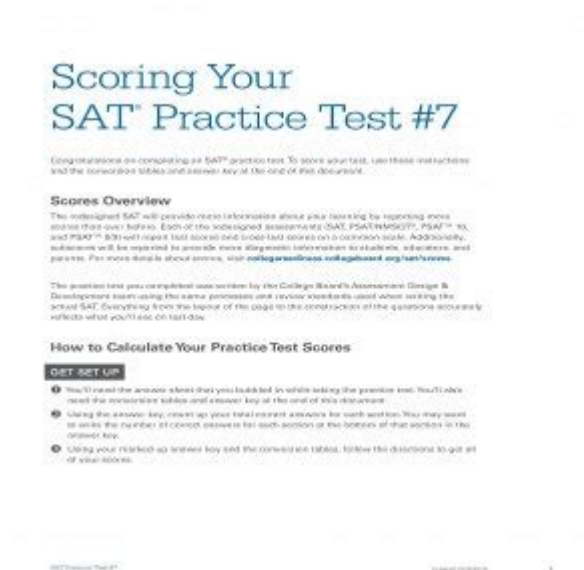 Scoring Your
SAT® Practice Test #7
Congratulations on completing an SAT® practice test. To score your test, use these instructions
and the conversion tables and answer key at the end of this document.
Scores Overview
The redesigned SAT will provide more information about your learning by reporting more
scores than ever before. Each of the redesigned assessments (SAT, PSAT/NMSQT®, PSAT™ 10,
and PSAT™ 8/9) will report test scores and cross-test scores on a common scale. Additionally,
subscores will be reported to provide more diagnostic information to students, educators, and
parents. For more details about scores, visit collegereadiness.collegeboard.org/sat/scores.
The practice test you completed was written by the College Board's Assessment Design &
Development team using the same processes and review standards used when writing the
actual SAT. Everything from the layout of the page to the construction of the questions accurately
reflects what you'll see on test day.
How to Calculate Your Practice Test Scores
GET SET UP
1 You'll need the answer sheet that you bubbled in while taking the practice test. You'll also
need the conversion tables and answer key at the end of this document.
2 Using the answer key, count up your total correct answers for each section. You may want
to write the number of correct answers for each section at the bottom of that section in the
answer key.
3 Using your marked-up answer key and the conversion tables, follow the directions to get all
of your scores.
SAT Practice Test #7